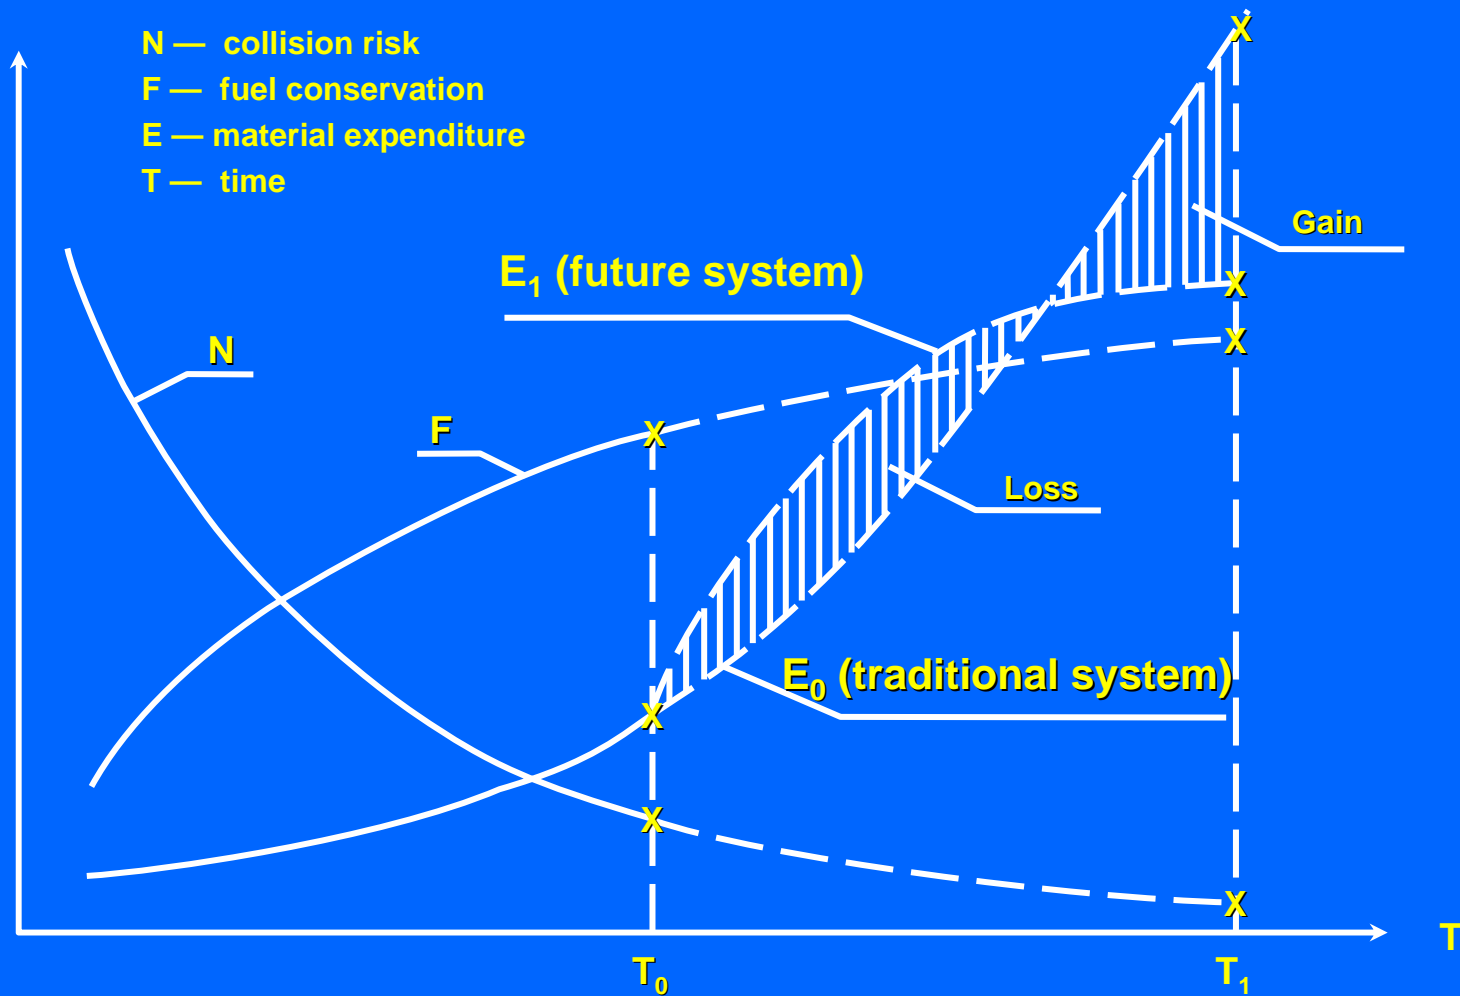 N — collision risk
F — fuel conservation
E — material expenditure
T — time
X
Gain
E₁ (future system)
X
X
N
F
X
Loss
E₀ (traditional system)
X
X
X
T
T₀
T₁